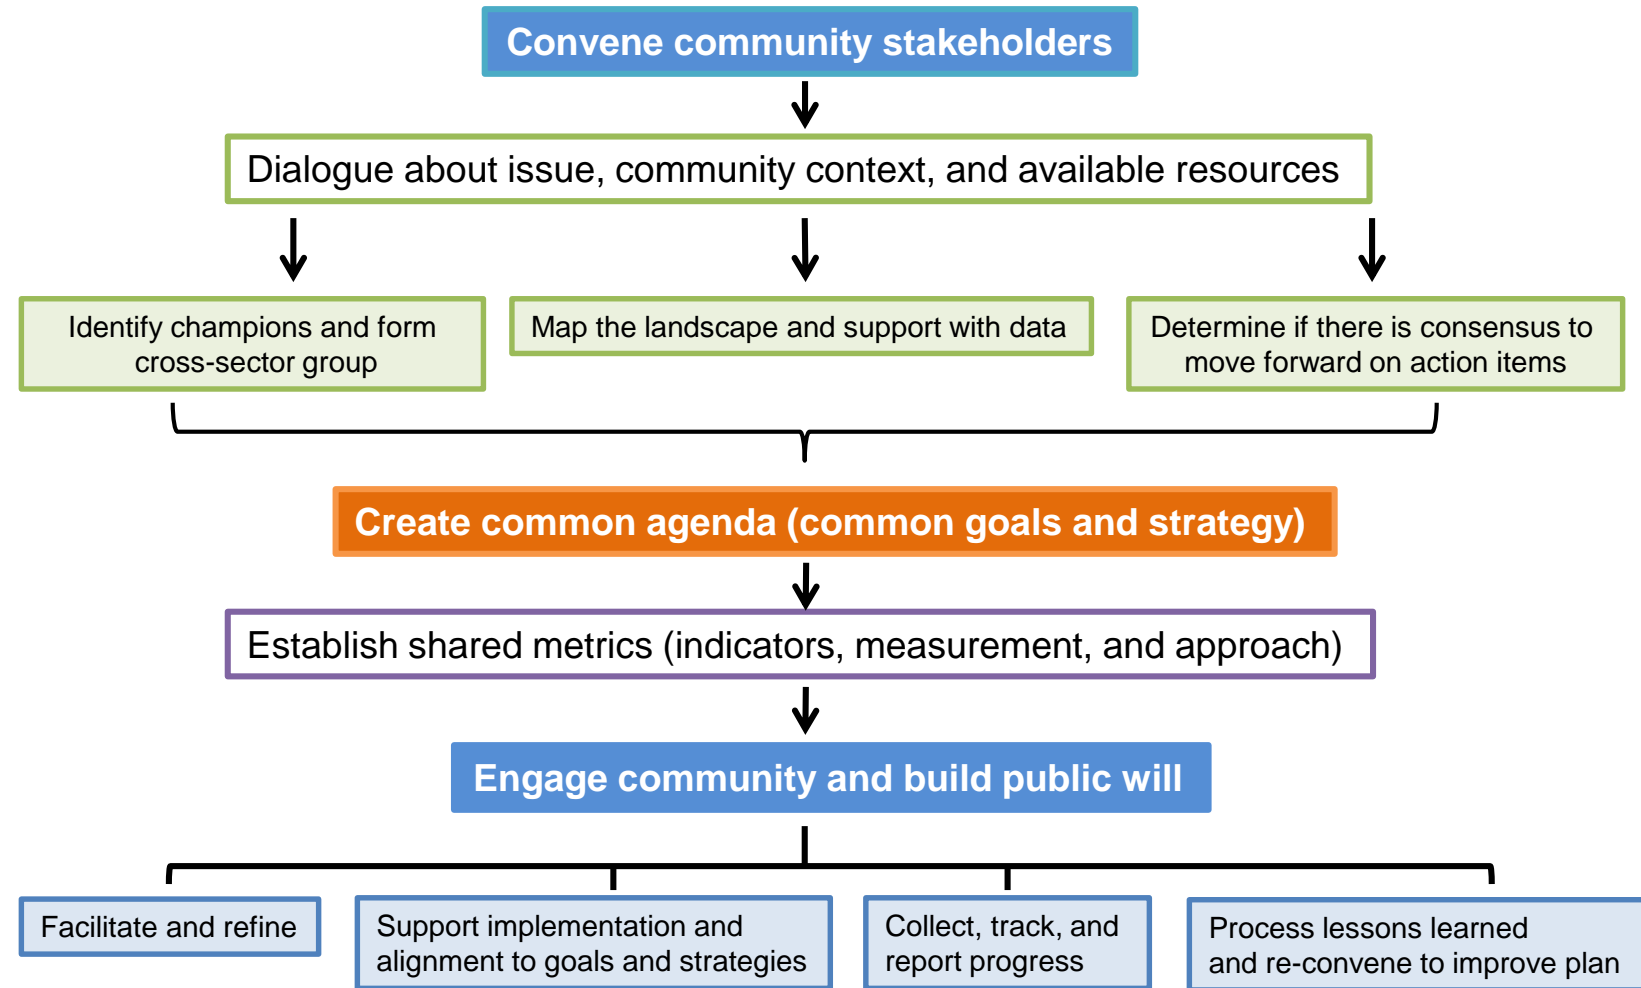 Convene community stakeholders
Dialogue about issue, community context, and available resources
Identify champions and form
cross-sector group
Map the landscape and support with data
Determine if there is consensus to
move forward on action items
Create common agenda (common goals and strategy)
Establish shared metrics (indicators, measurement, and approach)
Engage community and build public will
Facilitate and refine
Support implementation and
alignment to goals and strategies
Collect, track, and
report progress
Process lessons learned
and re-convene to improve plan